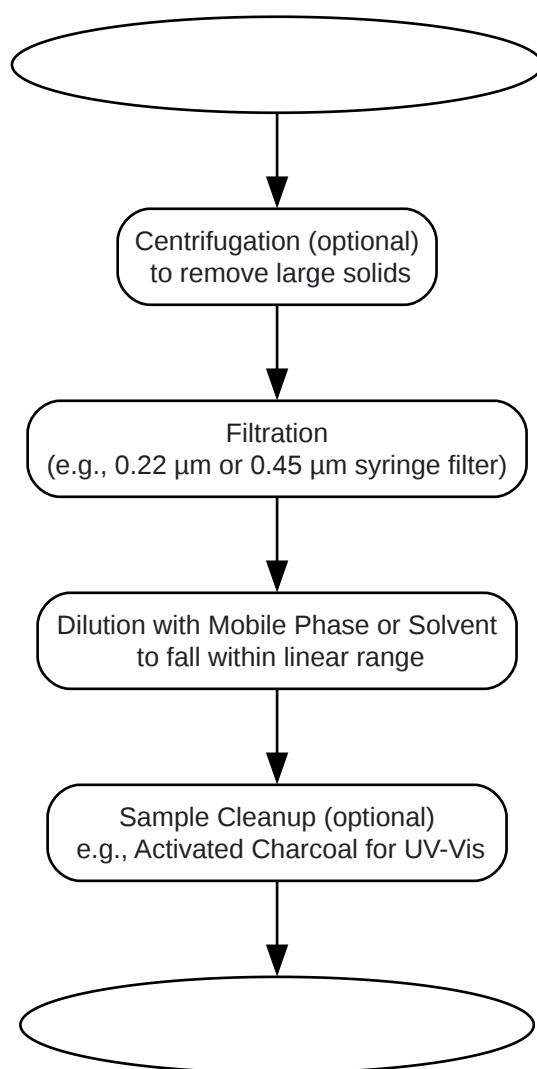 Centrifugation (optional)
to remove large solids
Filtration
(e.g., 0.22 µm or 0.45 µm syringe filter)
Dilution with Mobile Phase or Solvent
to fall within linear range
Sample Cleanup (optional)
e.g., Activated Charcoal for UV-Vis